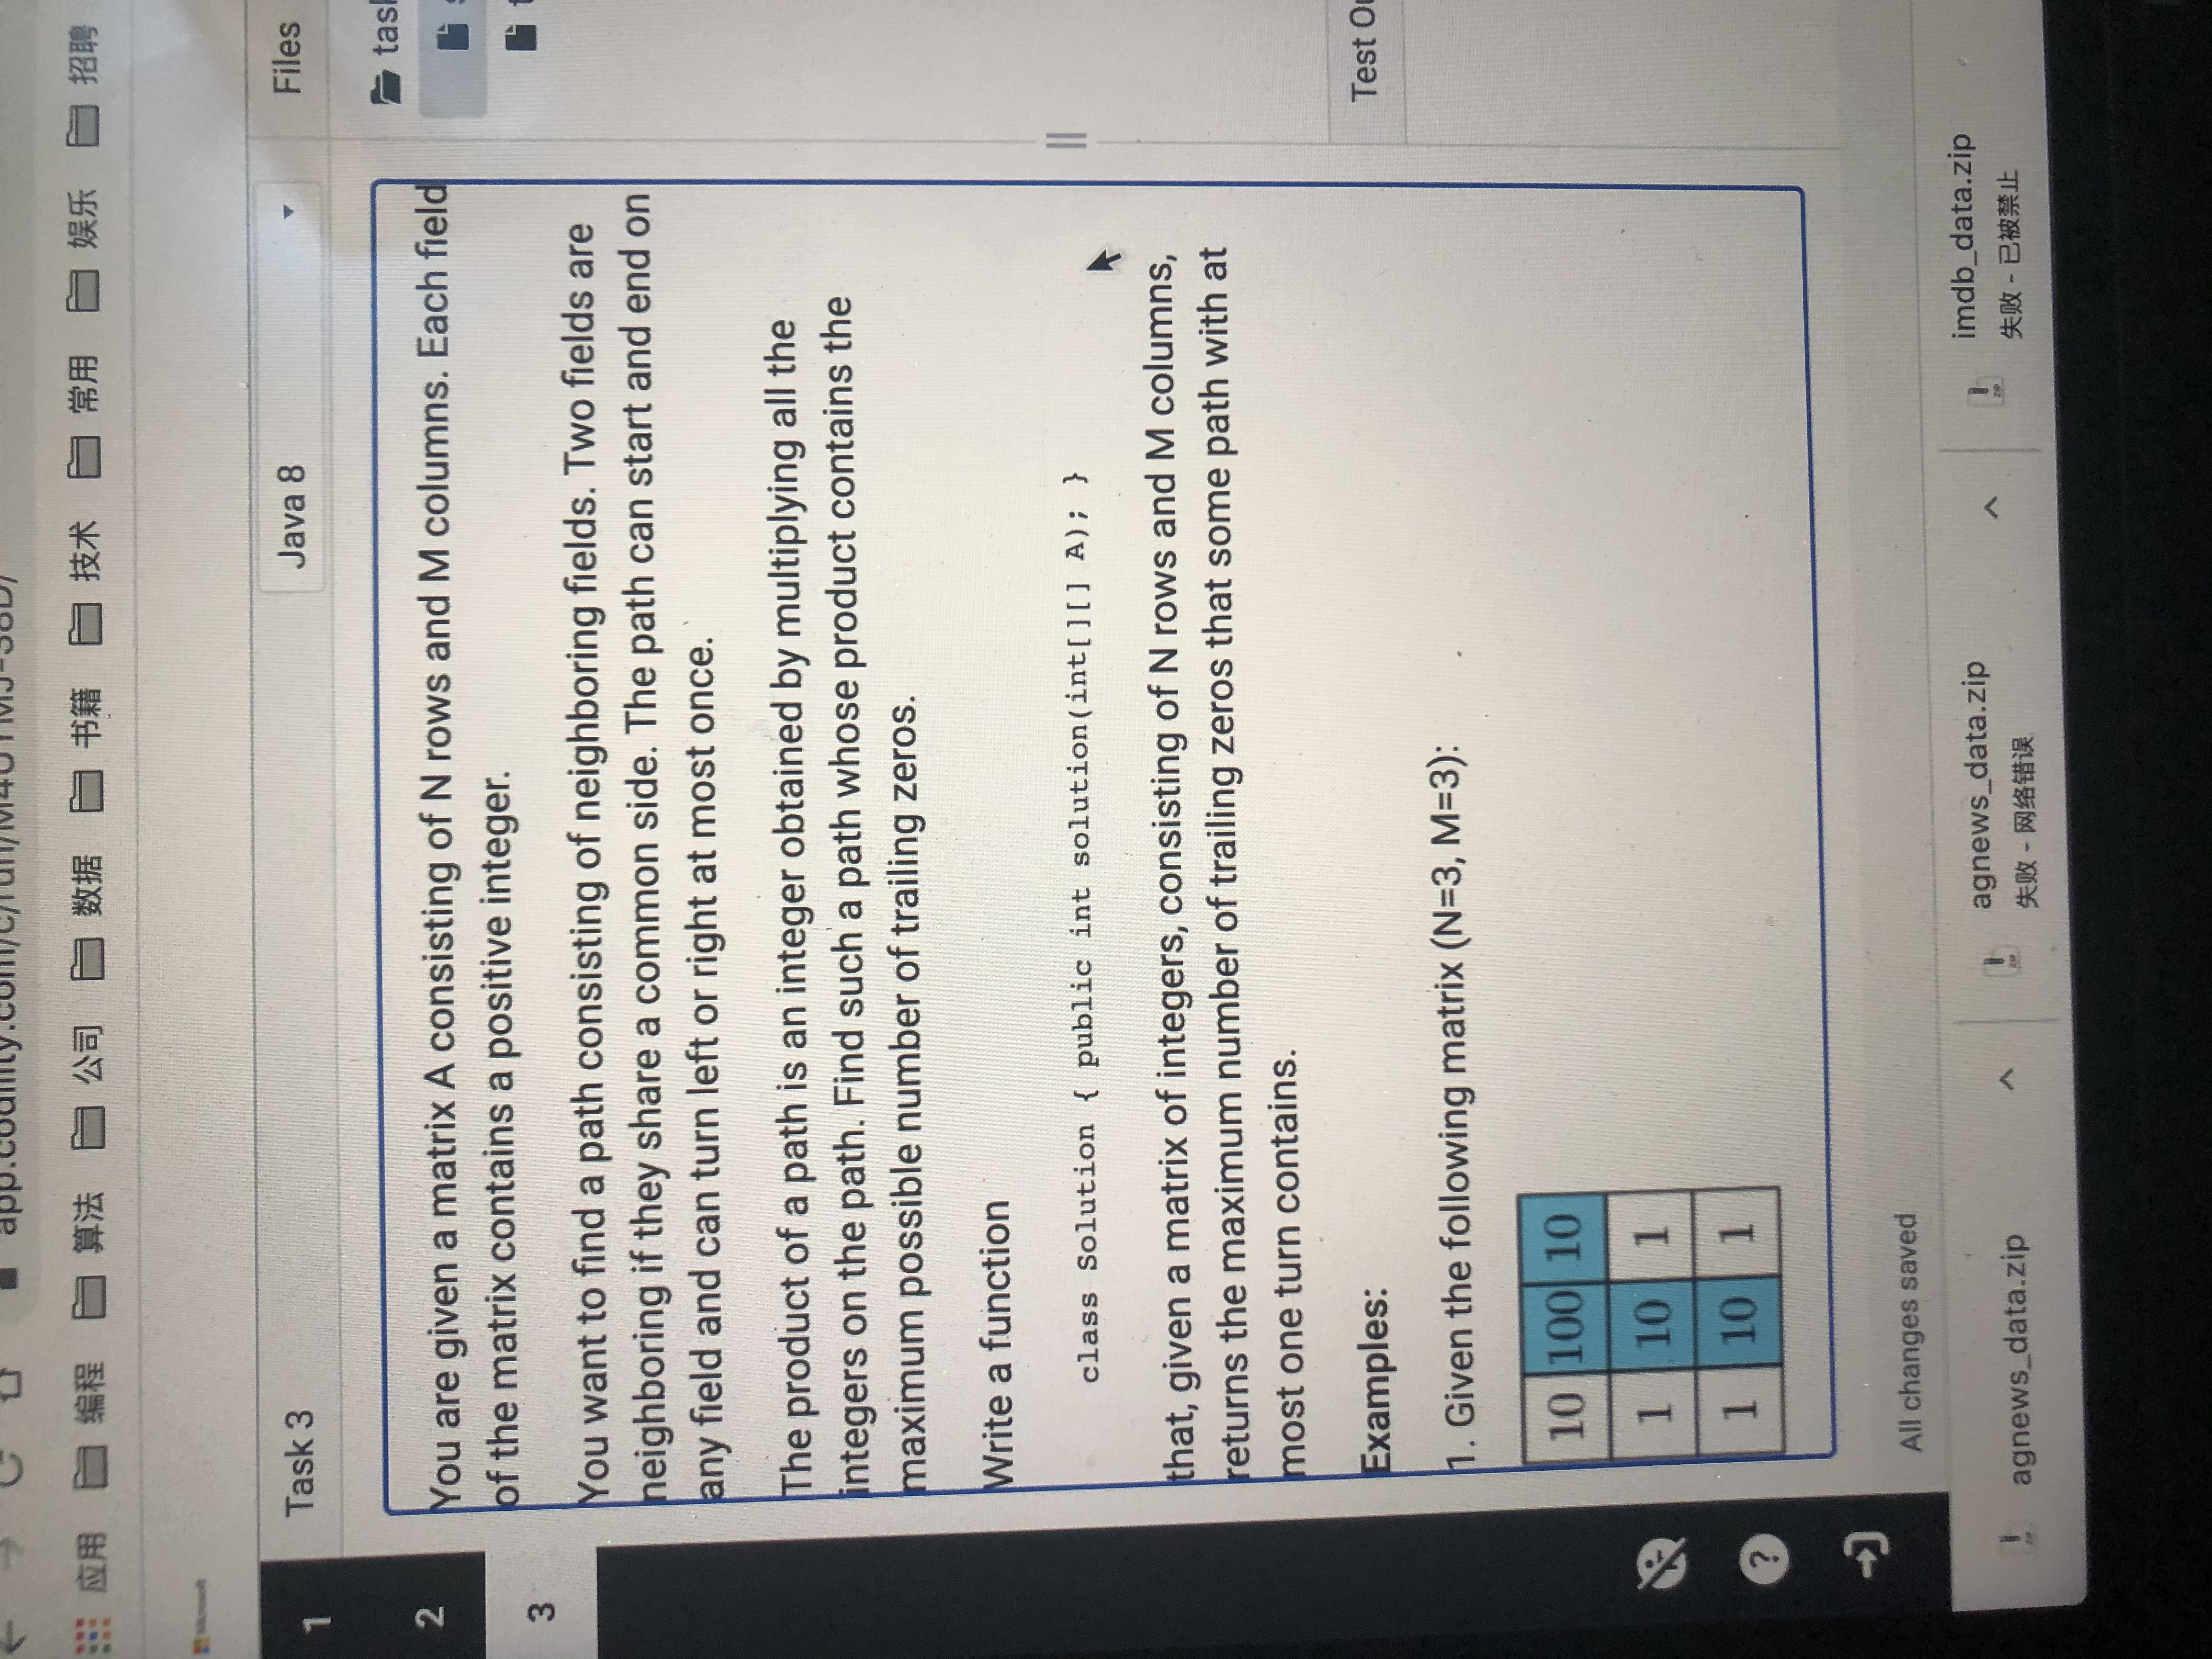 应用 编程 算法 公司 数据 书籍 技术 常用 娱乐 招聘
Microsoft
1
2
3
Task 3
Java 8
Files
You are given a matrix A consisting of N rows and M columns. Each field
of the matrix contains a positive integer.
You want to find a path consisting of neighboring fields. Two fields are
neighboring if they share a common side. The path can start and end on
any field and can turn left or right at most once.
The product of a path is an integer obtained by multiplying all the
integers on the path. Find such a path whose product contains the
maximum possible number of trailing zeros.
Write a function
class Solution { public int solution(int[][] A); }
that, given a matrix of integers, consisting of N rows and M columns,
returns the maximum number of trailing zeros that some path with at
most one turn contains.
Examples:
1. Given the following matrix (N=3, M=3):
10 100 10
1 10 1
1 10 1
Test
?
All changes saved
agnews_data.zip
agnews_data.zip
失败 - 网络错误
imdb_data.zip
失败 - 已被禁止